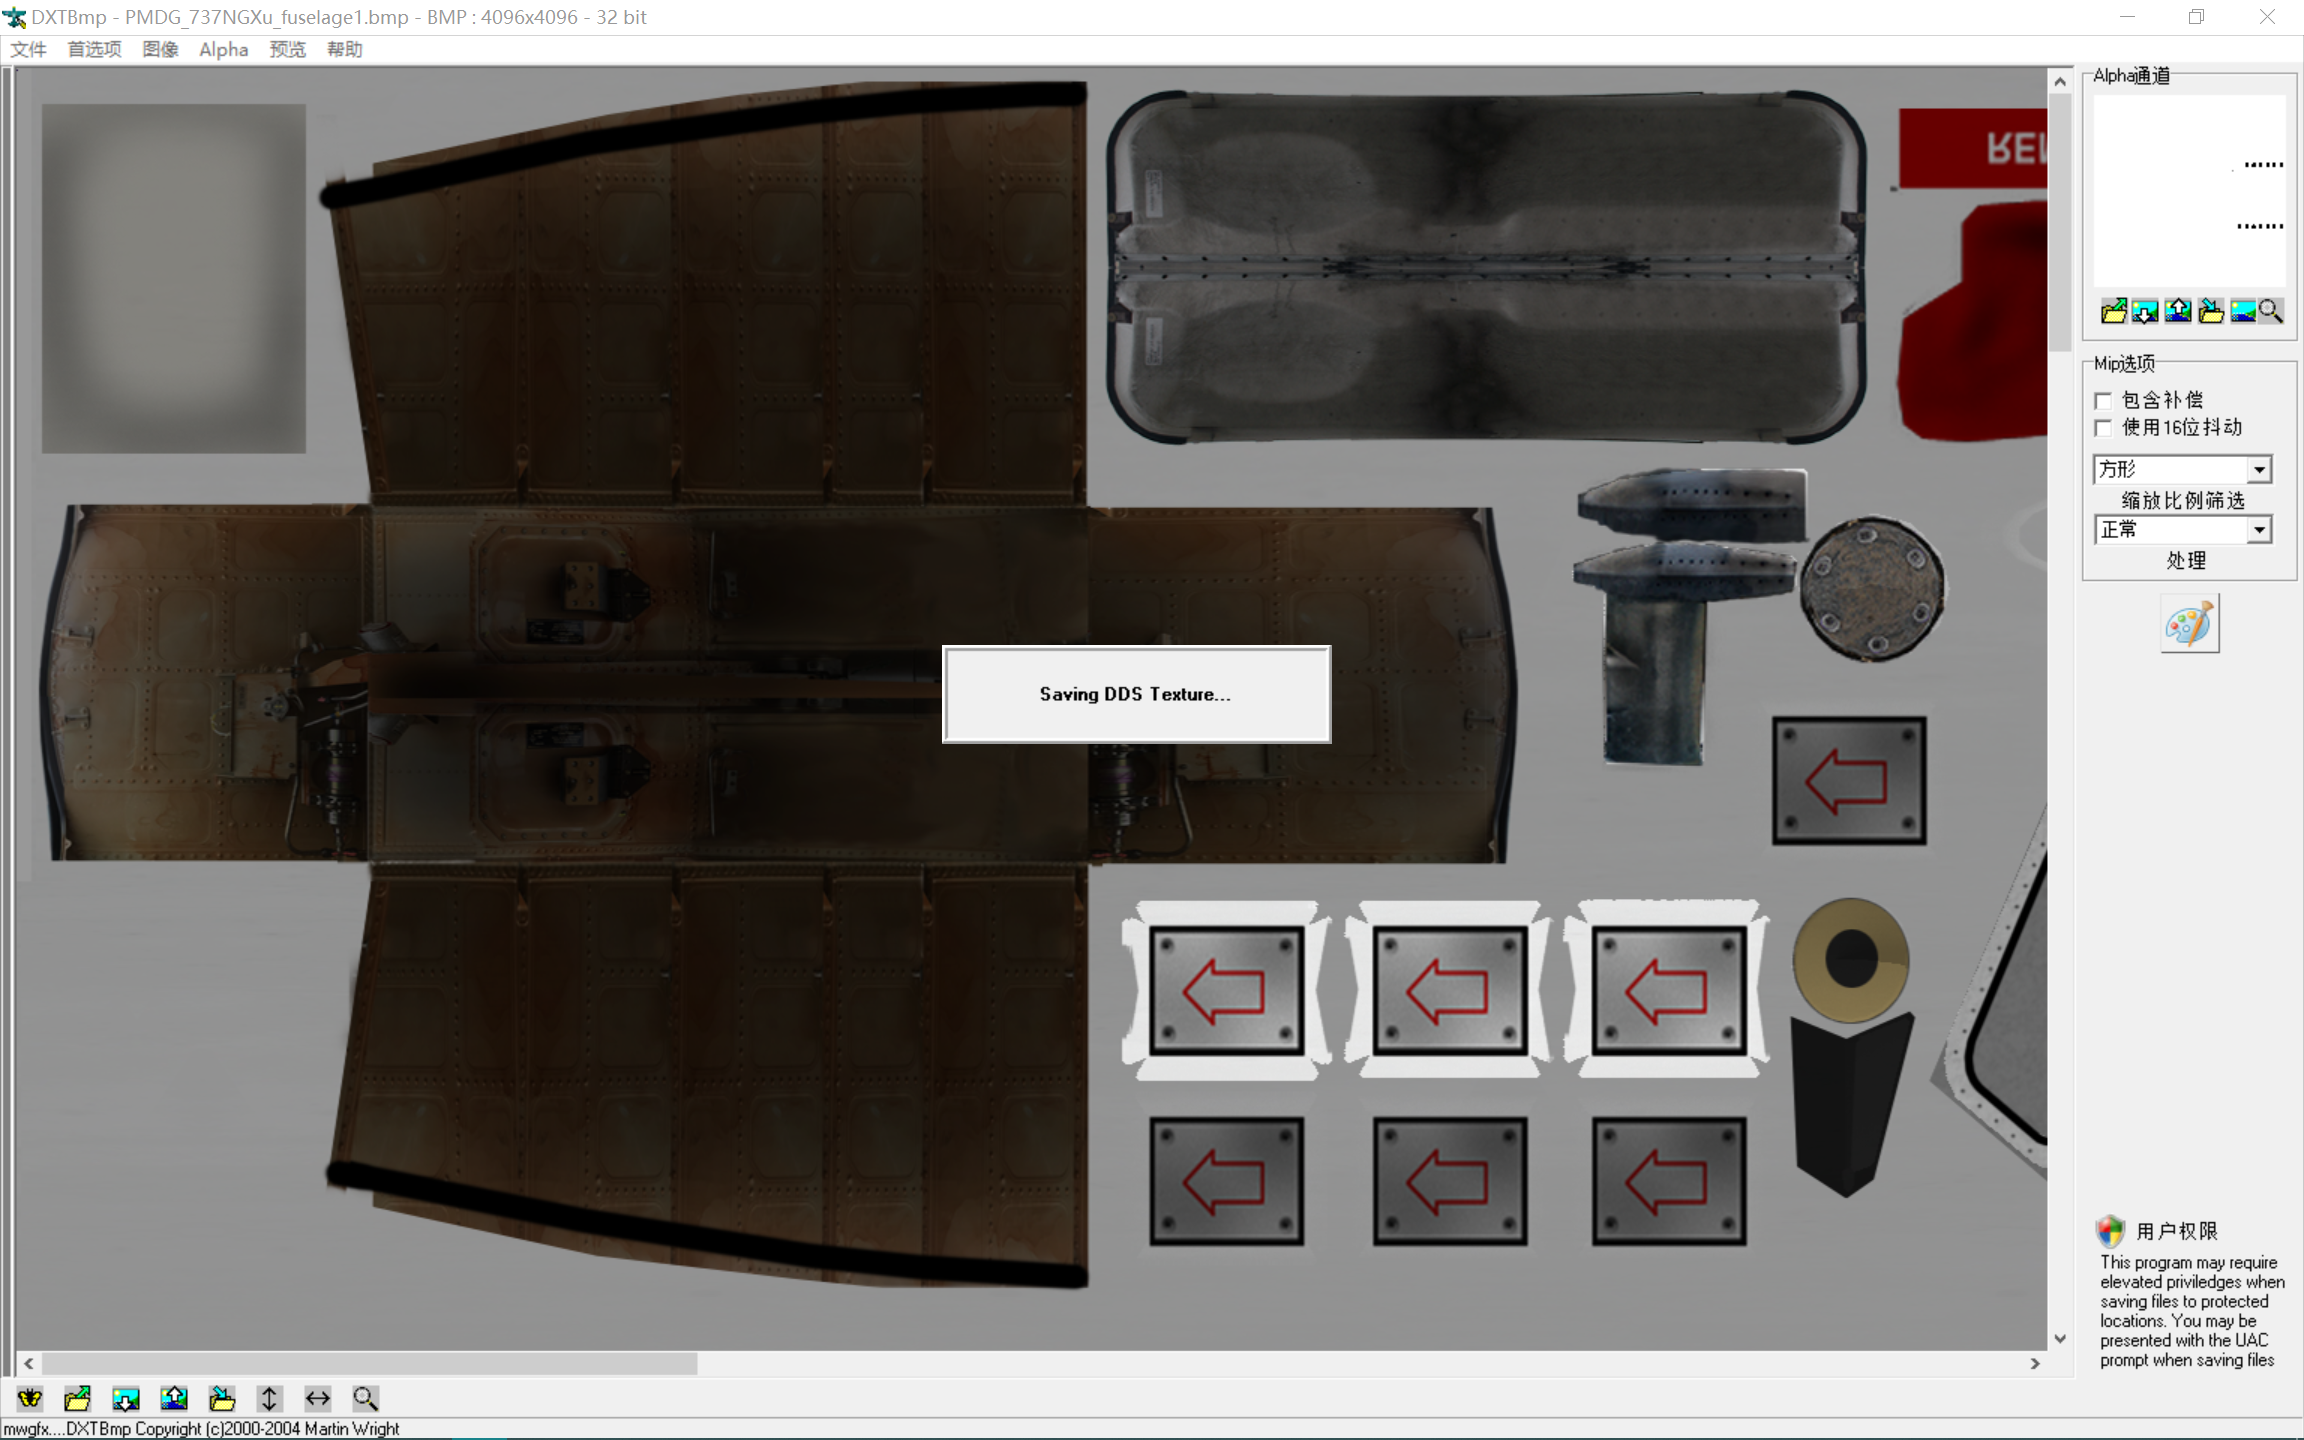 DXTBmp - PMDG_737NGXu_fuselage1.bmp - BMP : 4096x4096 - 32 bit
文件 首选项 图像 Alpha 预览 帮助
Alpha通道
REM
Mip选项
包含补偿
使用16位抖动
方形
缩放比例筛选
正常
处理
Saving DDS Texture...
用户权限
This program may require
elevated priviledges when
saving files to protected
locations. You may be
presented with the UAC
prompt when saving files
mwgfx....DXTBmp Copyright (c)2000-2004 Martin Wright